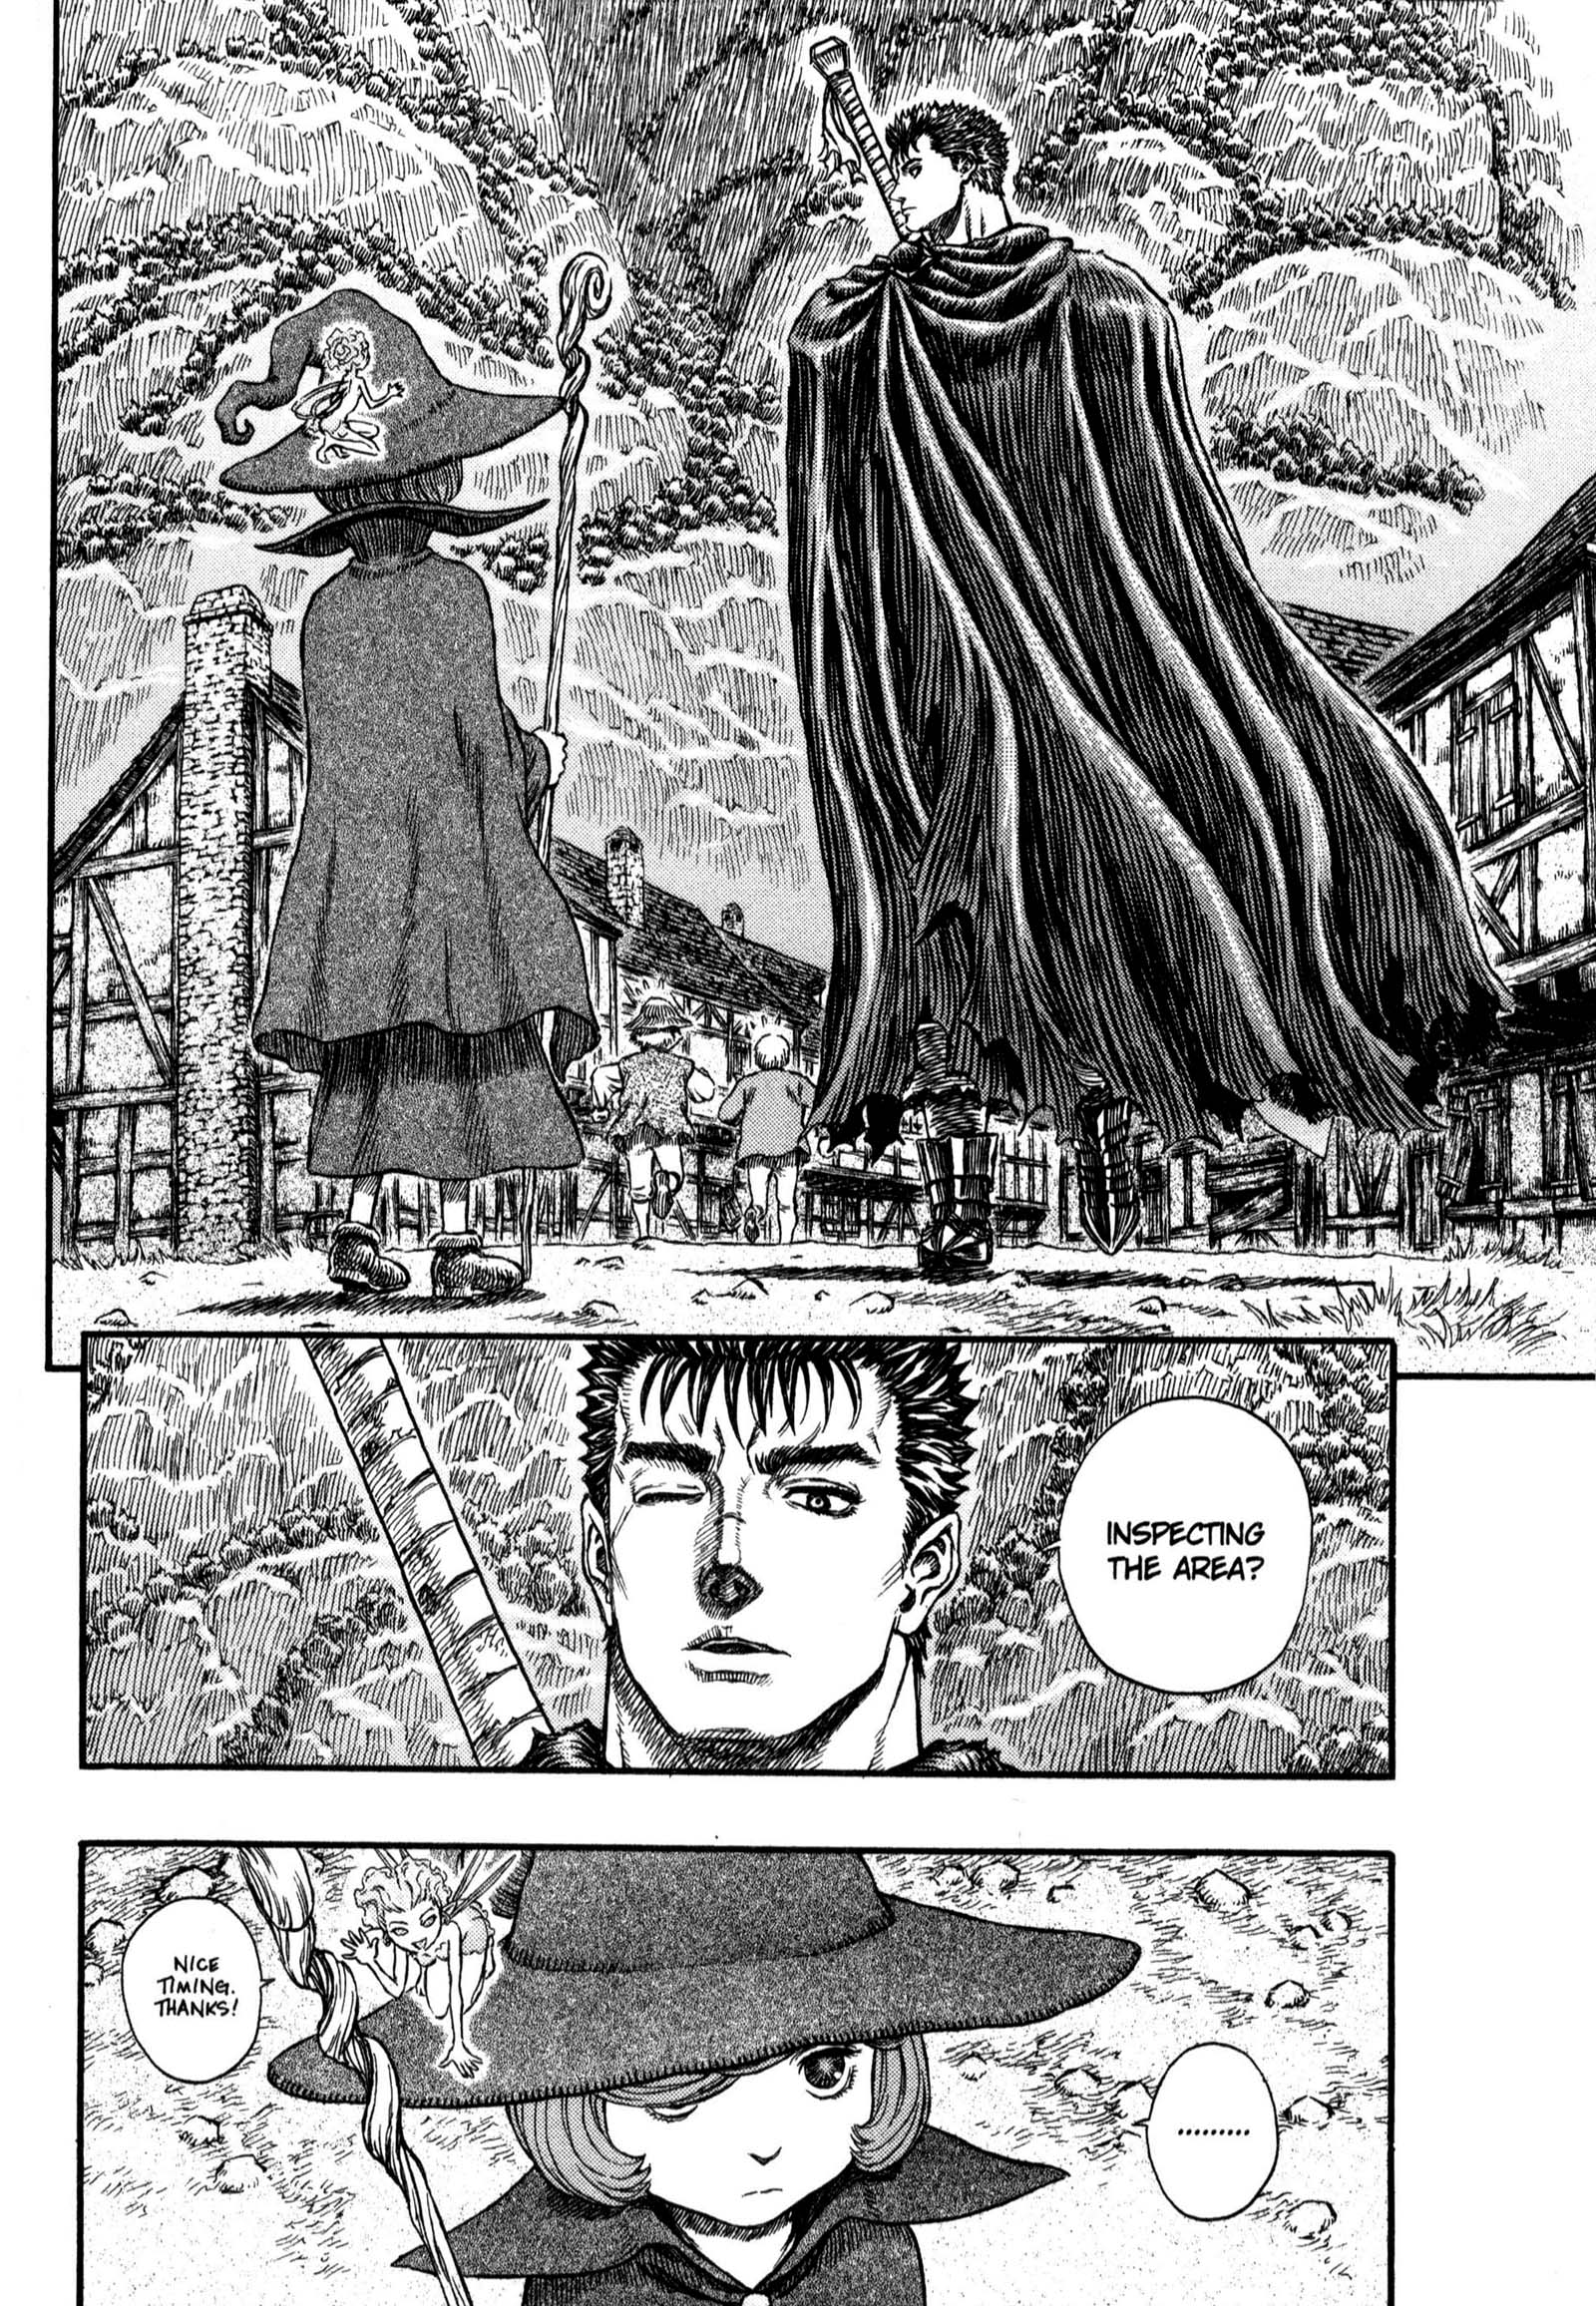 INSPECTING
THE AREA?
.........
NICE
TIMING.
THANKS!